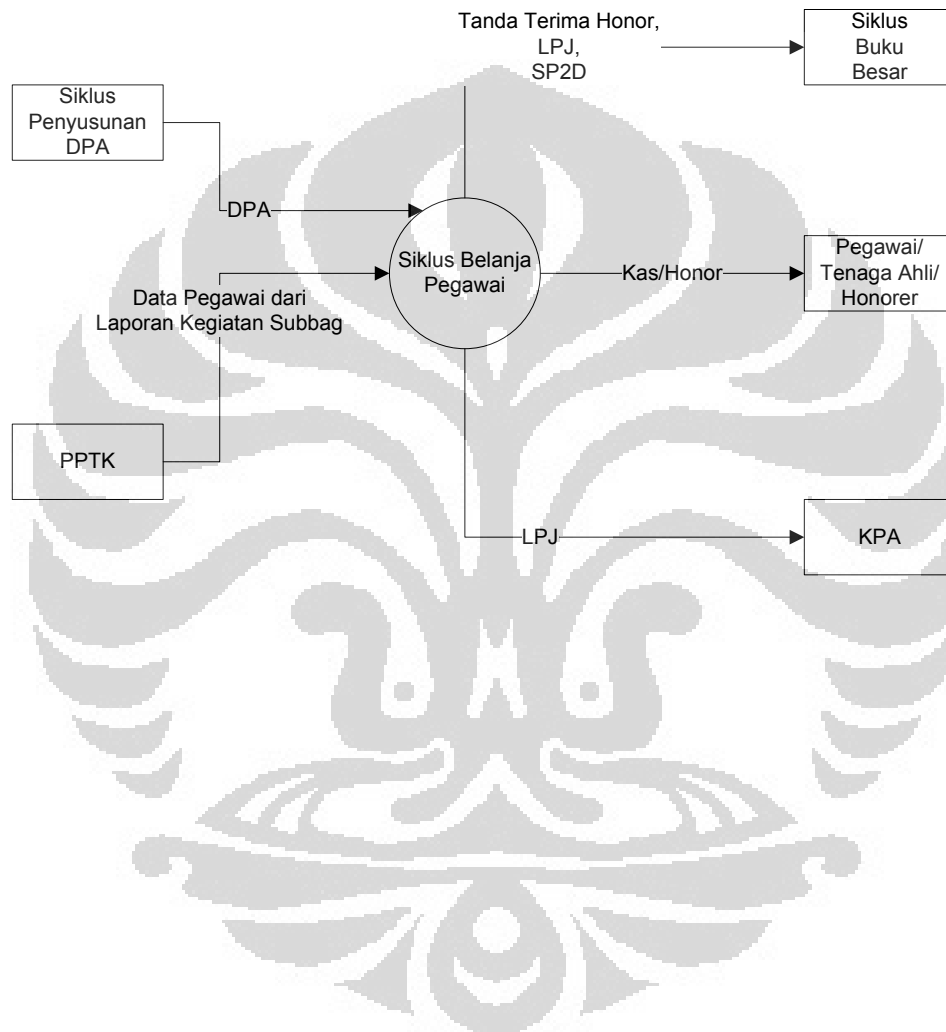 Tanda Terima Honor,
LPJ,
SP2D
Siklus
Buku
Besar
Siklus
Penyusunan
DPA
DPA
Siklus Belanja
Pegawai
Kas/Honor
Pegawai/
Tenaga Ahli/
Honorer
Data Pegawai dari
Laporan Kegiatan Subbag
PPTK
LPJ
KPA